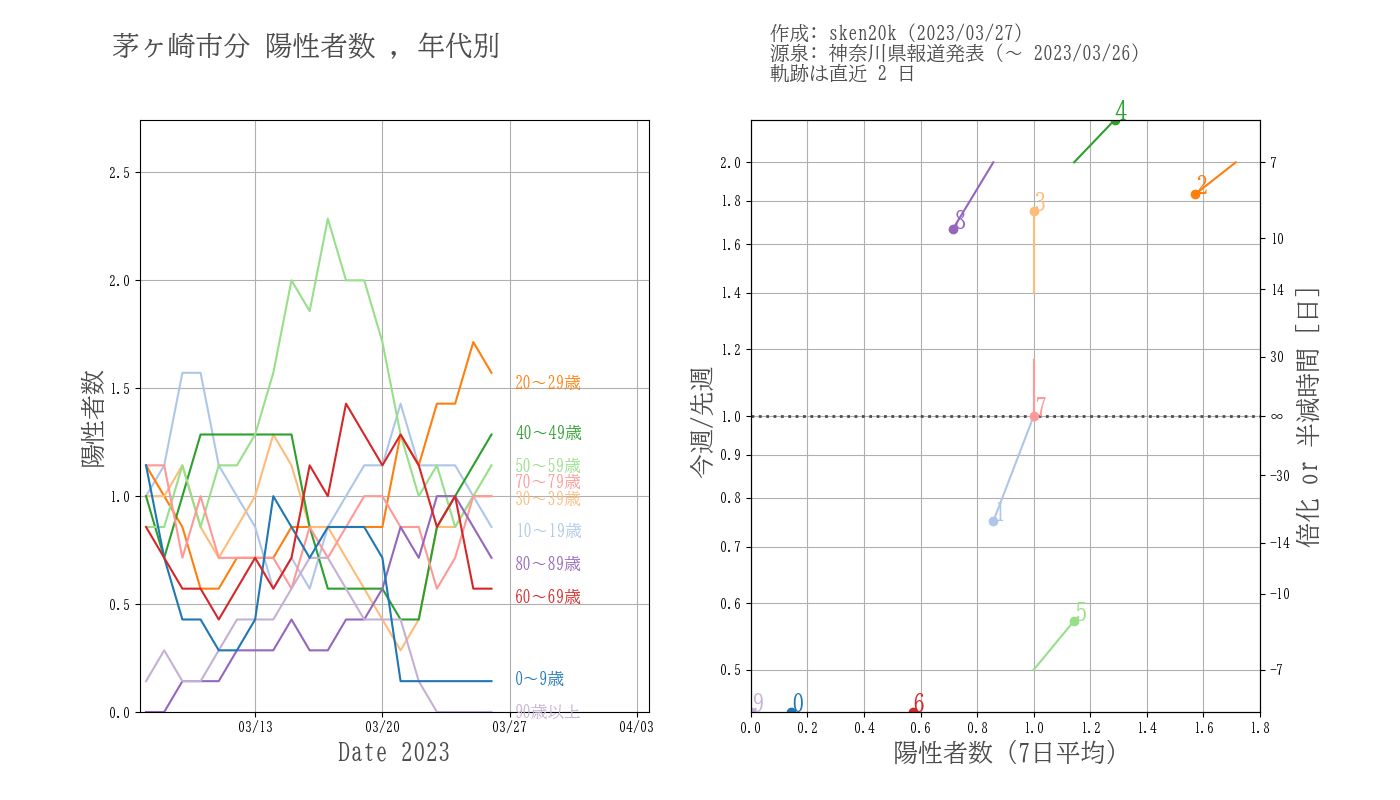 茅ヶ崎市分 陽性者数 , 年代別
作成: sken20k (2023/03/27)
源泉: 神奈川県報道発表 (～ 2023/03/26)
軌跡は直近 2 日
陽性者数
2.5
2.0
1.5
1.0
0.5
0.0
03/13
03/20
03/27
04/03
Date 2023
20～29歳
40～49歳
50～59歳
70～79歳
30～39歳
10～19歳
80～89歳
60～69歳
0～9歳
90歳以上
今週/先週
2.0
1.8
1.6
1.4
1.2
1.0
0.9
0.8
0.7
0.6
0.5
4
2
3
8
7
1
5
9
0
6
0.0
0.2
0.4
0.6
0.8
1.0
1.2
1.4
1.6
1.8
陽性者数 (7日平均)
7
10
14
30
∞
−30
−14
−10
−7
倍化 or 半減時間 [日]